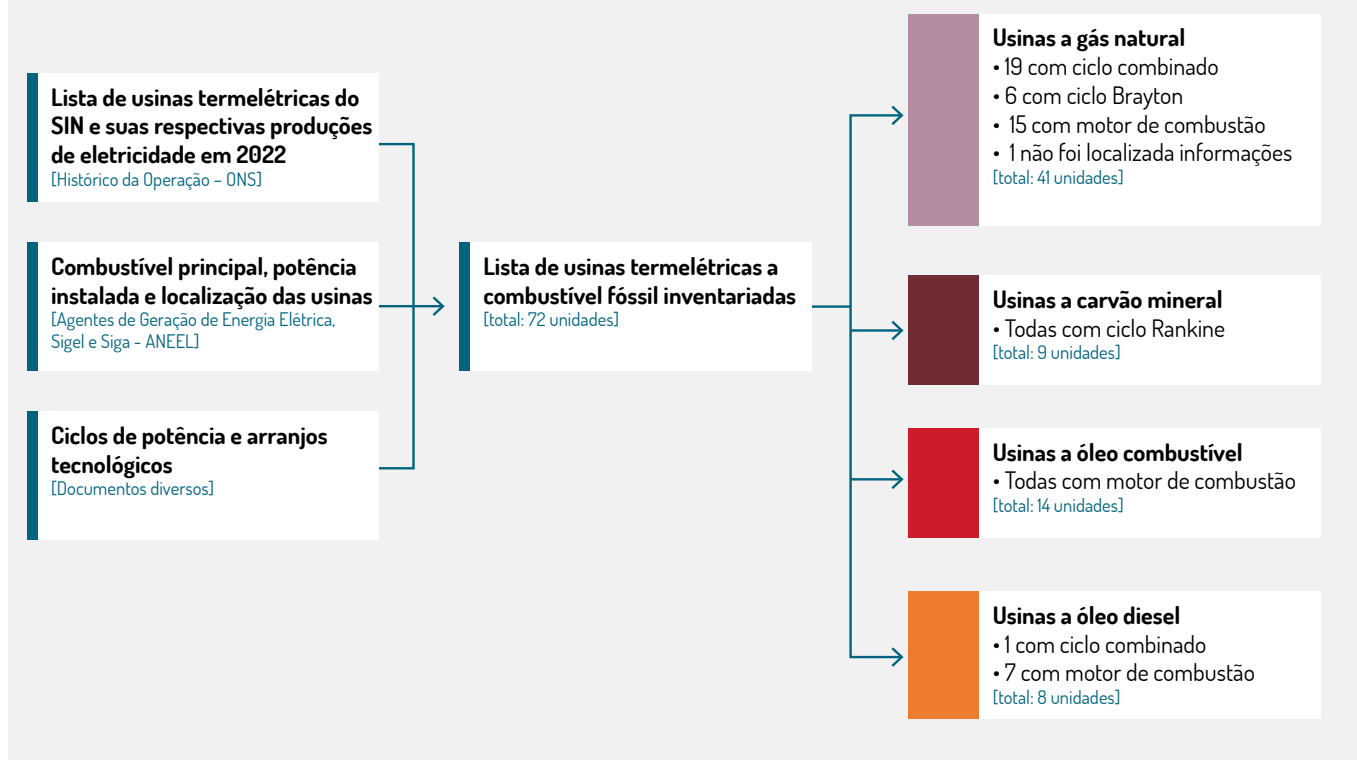 Lista de usinas termelétricas do
SIN e suas respectivas produções
de eletricidade em 2022
[Histórico da Operação – ONS]
Combustível principal, potência
instalada e localização das usinas
[Agentes de Geração de Energia Elétrica,
Sigel e Siga - ANEEL]
Ciclos de potência e arranjos
tecnológicos
[Documentos diversos]
Lista de usinas termelétricas a
combustível fóssil inventariadas
[total: 72 unidades]
Usinas a gás natural
• 19 com ciclo combinado
• 6 com ciclo Brayton
• 15 com motor de combustão
• 1 não foi localizada informações
[total: 41 unidades]
Usinas a carvão mineral
• Todas com ciclo Rankine
[total: 9 unidades]
Usinas a óleo combustível
• Todas com motor de combustão
[total: 14 unidades]
Usinas a óleo diesel
• 1 com ciclo combinado
• 7 com motor de combustão
[total: 8 unidades]